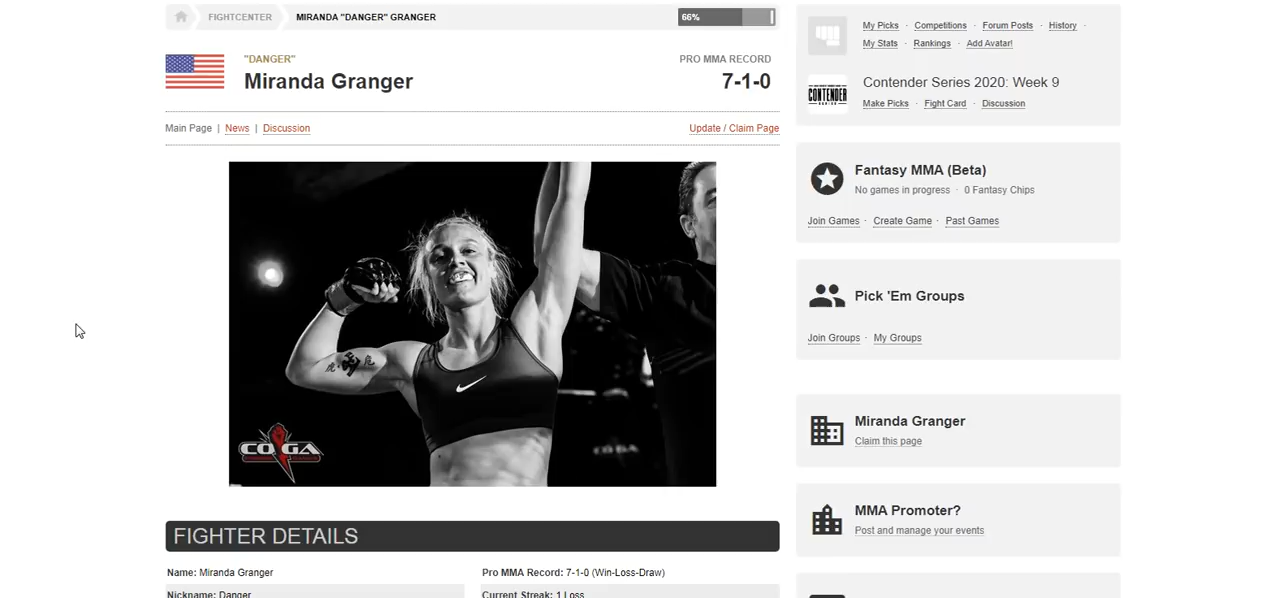 FIGHTCENTER
MIRANDA "DANGER" GRANGER
66%
"DANGER"
Miranda Granger
PRO MMA RECORD
7-1-0
Main Page | News | Discussion
Update / Claim Page
COGA
FIGHTER DETAILS
Name: Miranda Granger
Pro MMA Record: 7-1-0 (Win-Loss-Draw)
Nickname: Danger
Current Streak: 1 Loss
My Picks · Competitions · Forum Posts · History ·
My Stats · Rankings · Add Avatar!
CONTENDER
Contender Series 2020: Week 9
Make Picks · Fight Card · Discussion
Fantasy MMA (Beta)
No games in progress · 0 Fantasy Chips
Join Games · Create Game · Past Games
Pick 'Em Groups
Join Groups · My Groups
Miranda Granger
Claim this page
MMA Promoter?
Post and manage your events